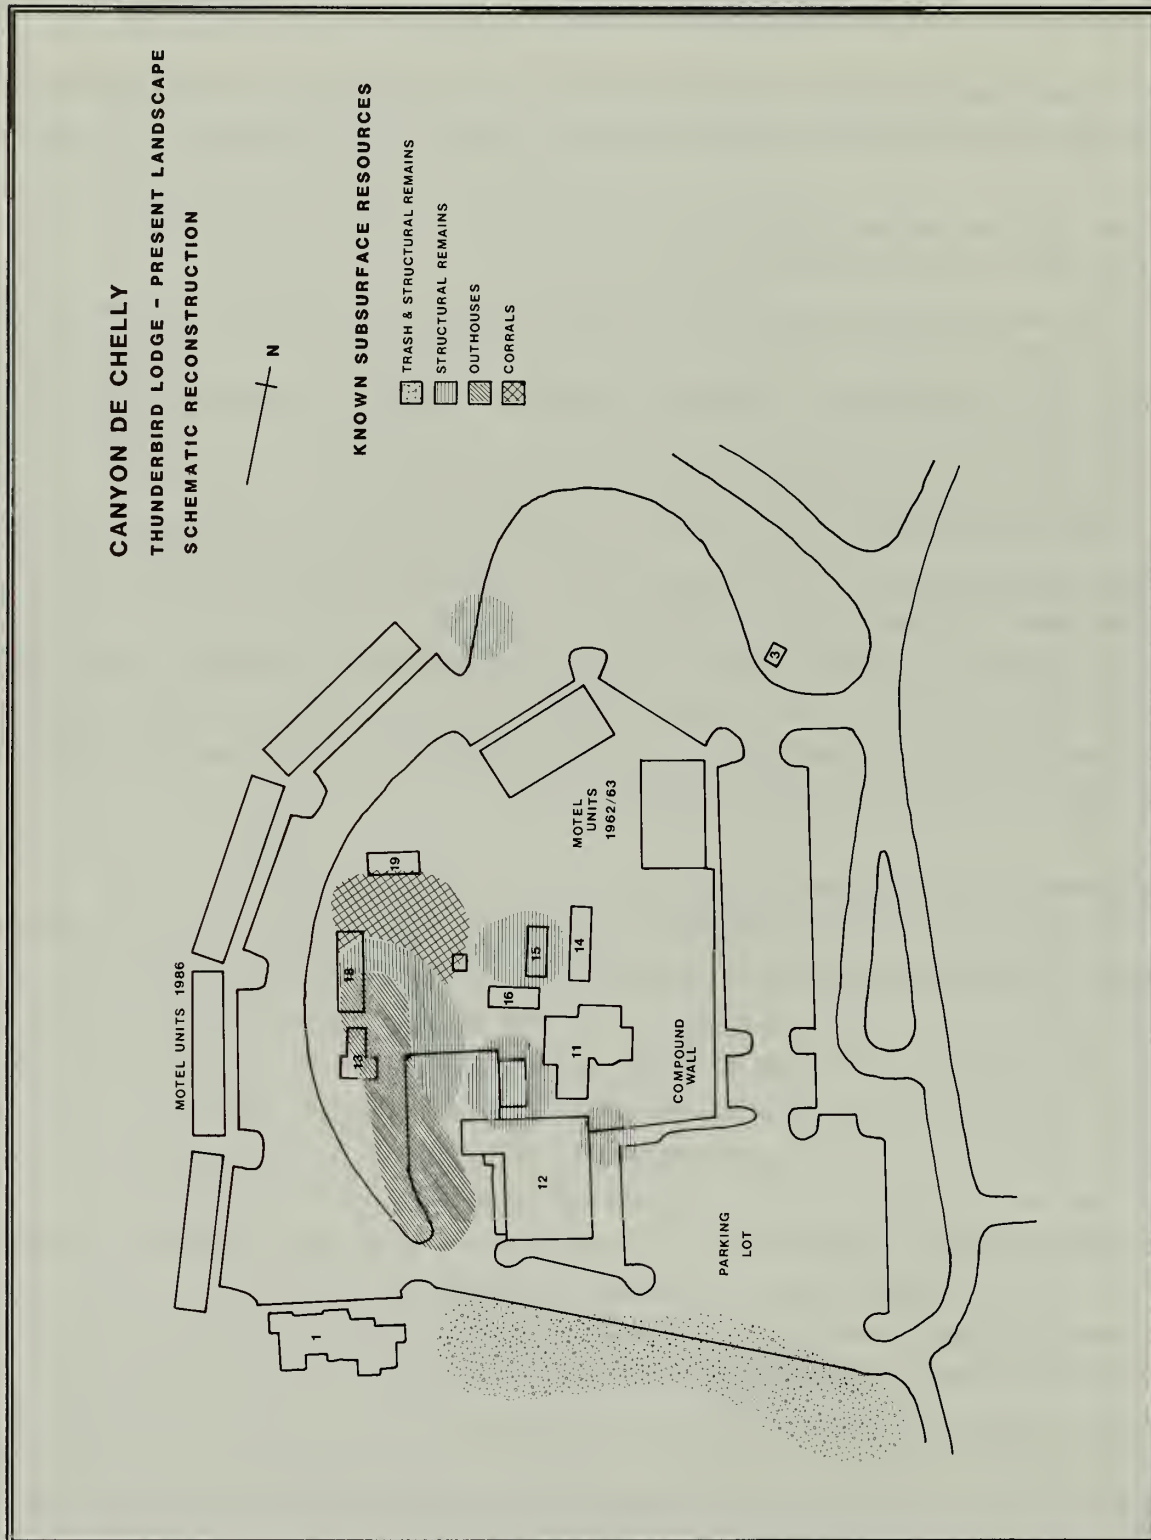 CANYON DE CHELLY
THUNDERBIRD LODGE - PRESENT LANDSCAPE
SCHEMATIC RECONSTRUCTION
N
KNOWN SUBSURFACE RESOURCES
TRASH & STRUCTURAL REMAINS
STRUCTURAL REMAINS
OUTHOUSES
CORRALS
MOTEL UNITS 1986
1
13
18
19
16
15
14
11
12
3
MOTEL
UNITS
1962/63
COMPOUND
WALL
PARKING
LOT